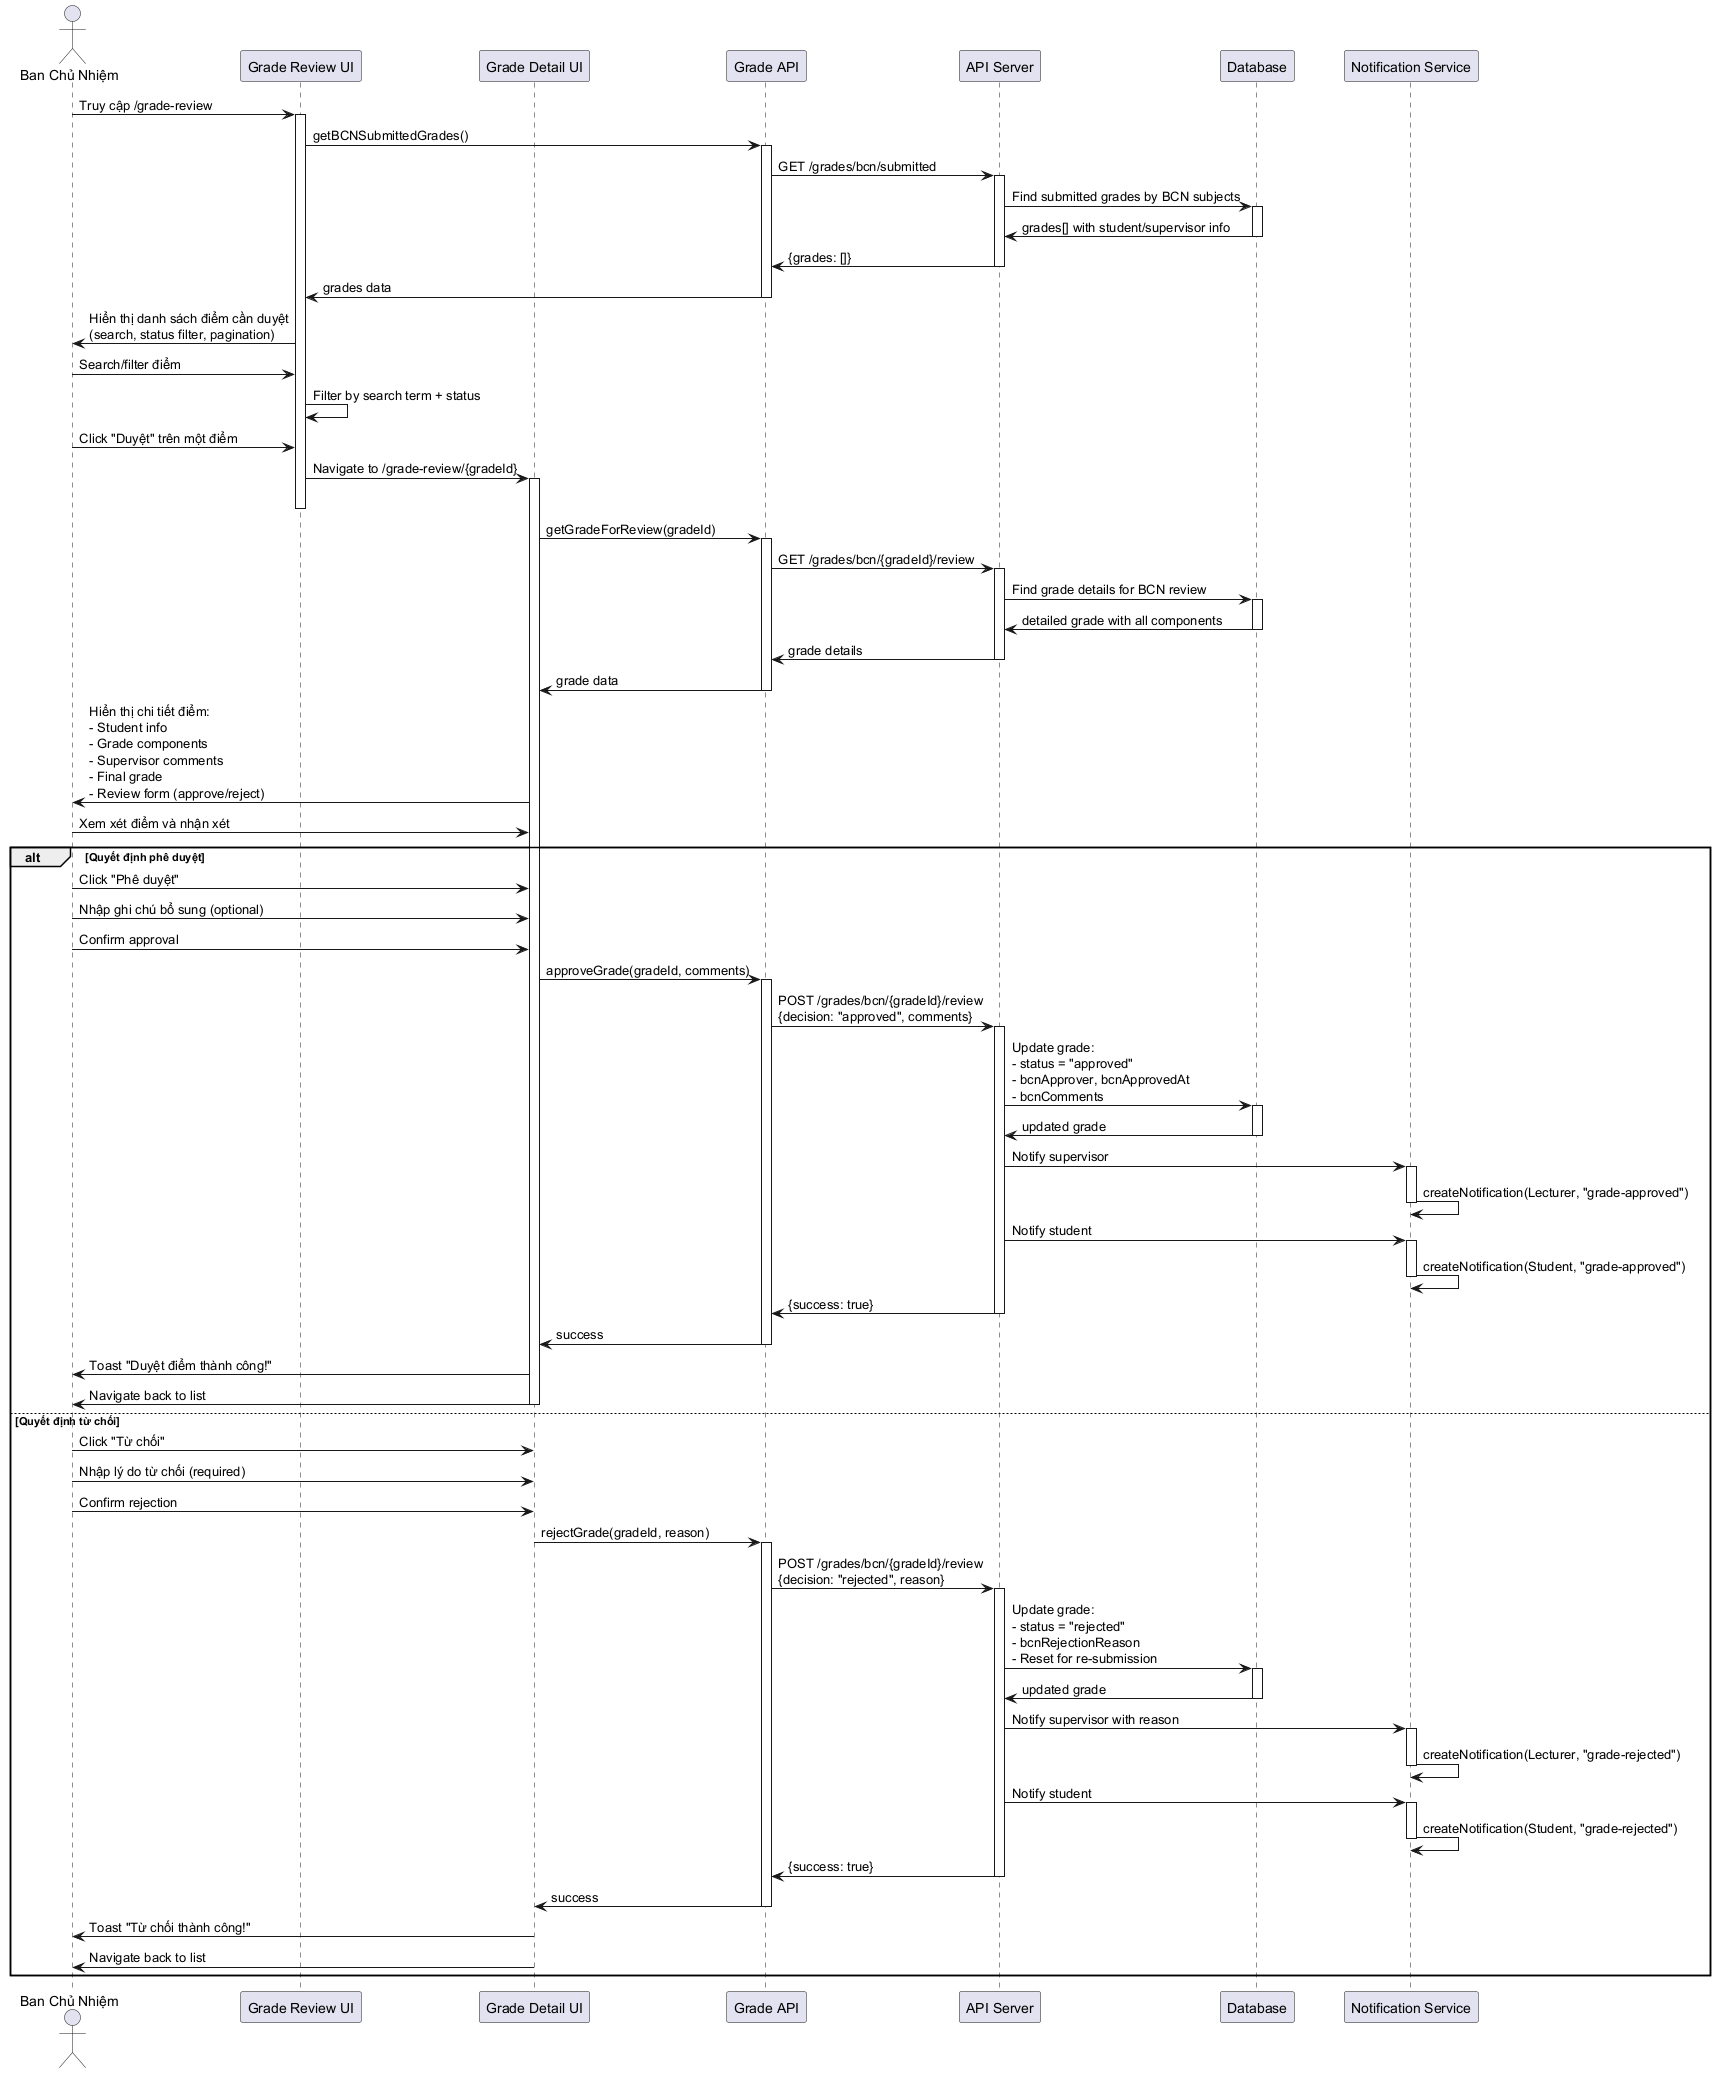 Ban Chủ Nhiệm
Grade Review UI
Grade Detail UI
Grade API
API Server
Database
Notification Service
Truy cập /grade-review
getBCNSubmittedGrades()
GET /grades/bcn/submitted
Find submitted grades by BCN subjects
grades[] with student/supervisor info
{grades: []}
grades data
Hiển thị danh sách điểm cần duyệt
(search, status filter, pagination)
Search/filter điểm
Filter by search term + status
Click "Duyệt" trên một điểm
Navigate to /grade-review/{gradeId}
getGradeForReview(gradeId)
GET /grades/bcn/{gradeId}/review
Find grade details for BCN review
detailed grade with all components
grade details
grade data
Hiển thị chi tiết điểm:
- Student info
- Grade components
- Supervisor comments
- Final grade
- Review form (approve/reject)
Xem xét điểm và nhận xét
alt
[Quyết định phê duyệt]
Click "Phê duyệt"
Nhập ghi chú bổ sung (optional)
Confirm approval
approveGrade(gradeId, comments)
POST /grades/bcn/{gradeId}/review
{decision: "approved", comments}
Update grade:
- status = "approved"
- bcnApprover, bcnApprovedAt
- bcnComments
updated grade
Notify supervisor
createNotification(Lecturer, "grade-approved")
Notify student
createNotification(Student, "grade-approved")
{success: true}
success
Toast "Duyệt điểm thành công!"
Navigate back to list
[Quyết định từ chối]
Click "Từ chối"
Nhập lý do từ chối (required)
Confirm rejection
rejectGrade(gradeId, reason)
POST /grades/bcn/{gradeId}/review
{decision: "rejected", reason}
Update grade:
- status = "rejected"
- bcnRejectionReason
- Reset for re-submission
updated grade
Notify supervisor with reason
createNotification(Lecturer, "grade-rejected")
Notify student
createNotification(Student, "grade-rejected")
{success: true}
success
Toast "Từ chối thành công!"
Navigate back to list
Ban Chủ Nhiệm
Grade Review UI
Grade Detail UI
Grade API
API Server
Database
Notification Service